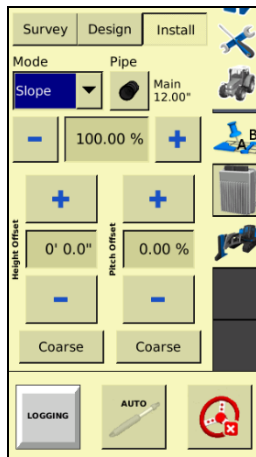 Survey Design Install
Mode Pipe
Slope
Main
12.00"
100.00 %
Height Offset
0' 0.0"
Pitch Offset
0.00 %
Coarse Coarse
LOGGING
AUTO
A B